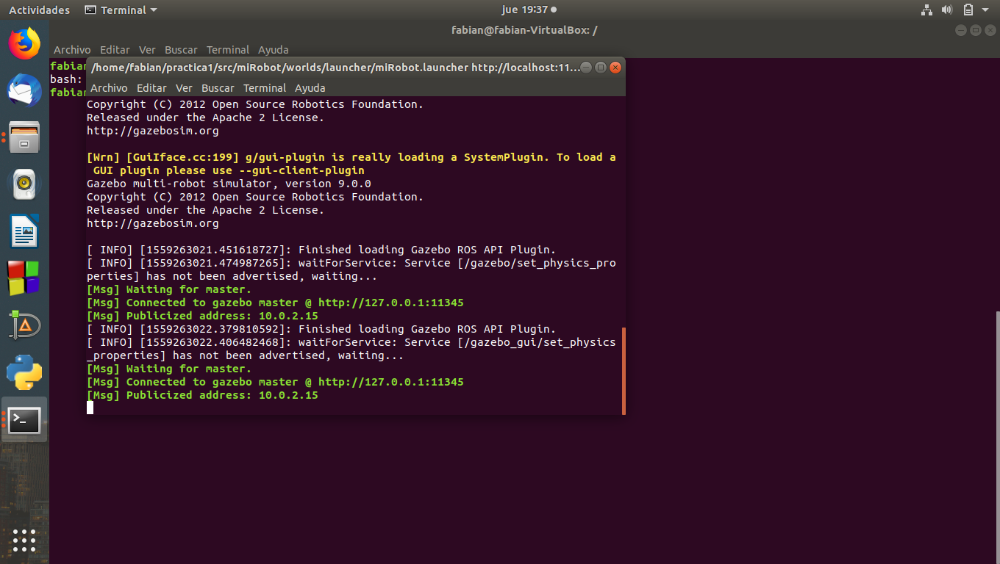 Actividades Terminal jue 19:37
fabian@fabian-VirtualBox: /
Archivo Editar Ver Buscar Terminal Ayuda
fabian
bash:
fabian
/home/fabian/practica1/src/miRobot/worlds/launcher/miRobot.launcher http://localhost:11...
Archivo Editar Ver Buscar Terminal Ayuda
Copyright (C) 2012 Open Source Robotics Foundation.
Released under the Apache 2 License.
http://gazebosim.org
[Wrn] [GuiIface.cc:199] g/gui-plugin is really loading a SystemPlugin. To load a
GUI plugin please use --gui-client-plugin
Gazebo multi-robot simulator, version 9.0.0
Copyright (C) 2012 Open Source Robotics Foundation.
Released under the Apache 2 License.
http://gazebosim.org
[ INFO] [1559263021.451618727]: Finished loading Gazebo ROS API Plugin.
[ INFO] [1559263021.474987265]: waitForService: Service [/gazebo/set_physics_pro
perties] has not been advertised, waiting...
[Msg] Waiting for master.
[Msg] Connected to gazebo master @ http://127.0.0.1:11345
[Msg] Publicized address: 10.0.2.15
[ INFO] [1559263022.379810592]: Finished loading Gazebo ROS API Plugin.
[ INFO] [1559263022.406482468]: waitForService: Service [/gazebo_gui/set_physics
_properties] has not been advertised, waiting...
[Msg] Waiting for master.
[Msg] Connected to gazebo master @ http://127.0.0.1:11345
[Msg] Publicized address: 10.0.2.15